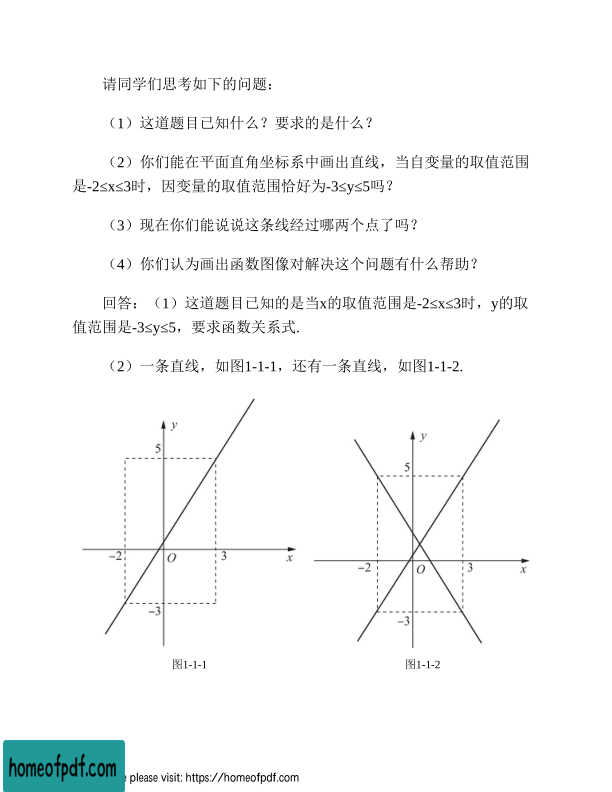 请同学们思考如下的问题：
（1）这道题目已知什么？要求的是什么？
（2）你们能在平面直角坐标系中画出直线，当自变量的取值范围
是-2≤x≤3时，因变量的取值范围恰好为-3≤y≤5吗？
（3）现在你们能说说这条线经过哪两个点了吗？
（4）你们认为画出函数图像对解决这个问题有什么帮助？
回答：（1）这道题目已知的是当x的取值范围是-2≤x≤3时，y的取
值范围是-3≤y≤5，要求函数关系式.
（2）一条直线，如图1-1-1，还有一条直线，如图1-1-2.
y
5
−2
O
3
x
−3
图1-1-1
y
5
−2
O
3
x
−3
图1-1-2
homeofpdf.com
e please visit: https://homeofpdf.com